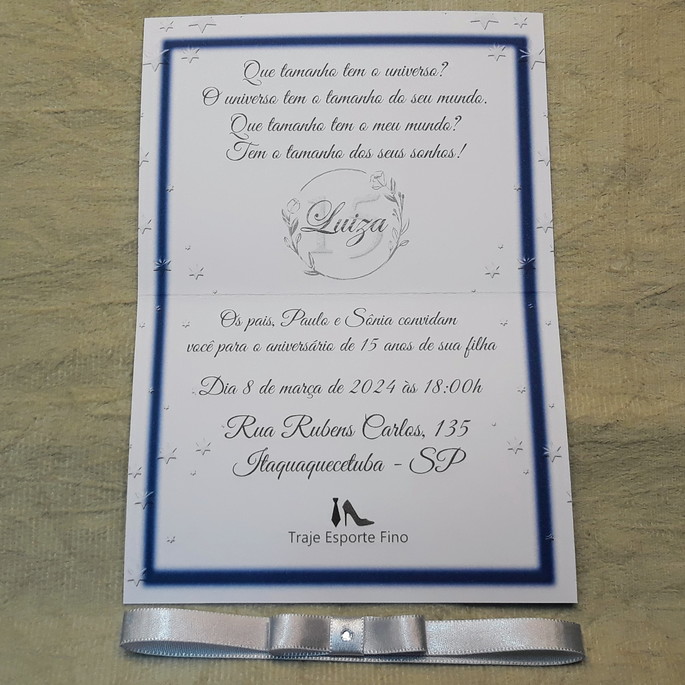 Que tamanho tem o universo?
O universo tem o tamanho do seu mundo.
Que tamanho tem o meu mundo?
Tem o tamanho dos seus sonhos!
15
Luiza
Os pais, Paulo e Sônia convidam
você para o aniversário de 15 anos de sua filha
Dia 8 de março de 2024 às 18:00h
Rua Rubens Carlos, 135
Itaquaquecetuba - SP
Traje Esporte Fino